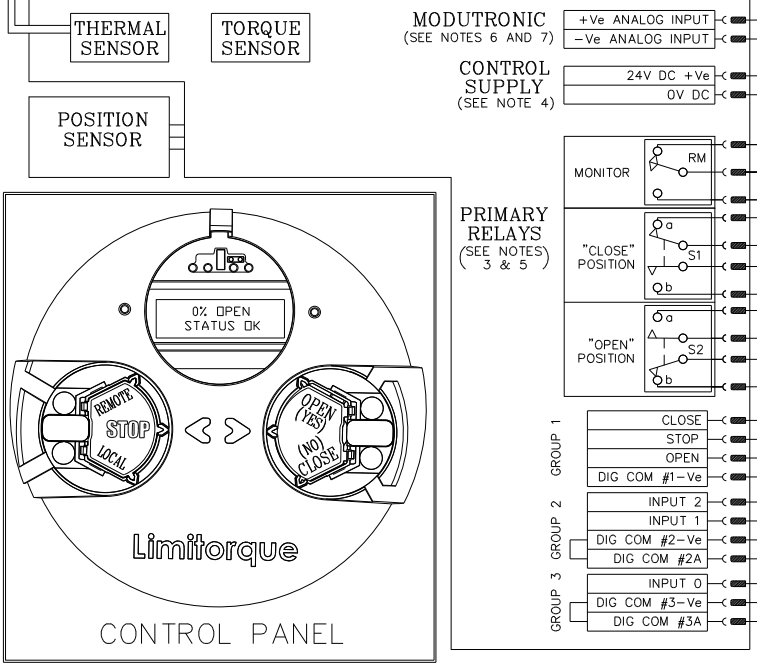 THERMAL
SENSOR
TORQUE
SENSOR
POSITION
SENSOR
MODUTRONIC
(SEE NOTES 6 AND 7)
+Ve ANALOG INPUT
-Ve ANALOG INPUT
CONTROL
SUPPLY
(SEE NOTE 4)
24V DC +Ve
0V DC
PRIMARY
RELAYS
(SEE NOTES)
( 3 & 5 )
MONITOR
RM
"CLOSE"
POSITION
a
S1
b
"OPEN"
POSITION
a
S2
b
GROUP 1
CLOSE
STOP
OPEN
DIG COM #1-Ve
GROUP 2
INPUT 2
INPUT 1
DIG COM #2-Ve
DIG COM #2A
GROUP 3
INPUT 0
DIG COM #3-Ve
DIG COM #3A
0% OPEN
STATUS OK
REMOTE
STOP
LOCAL
OPEN
(YES)
(NO)
CLOSE
Limitorque
CONTROL PANEL